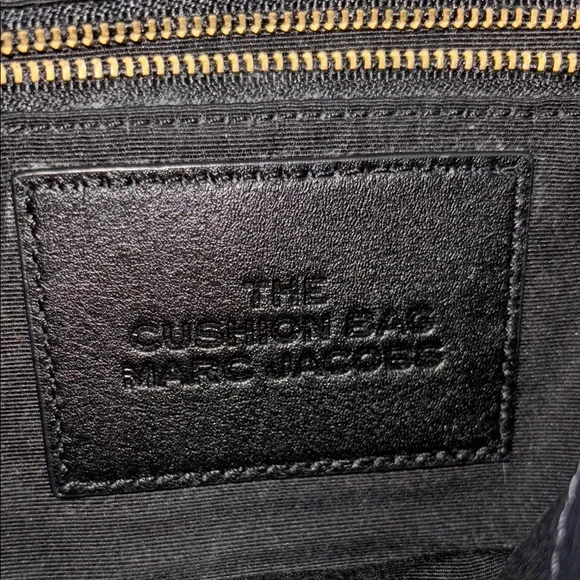 THE
CUSHION BAG
MARC JACOBS